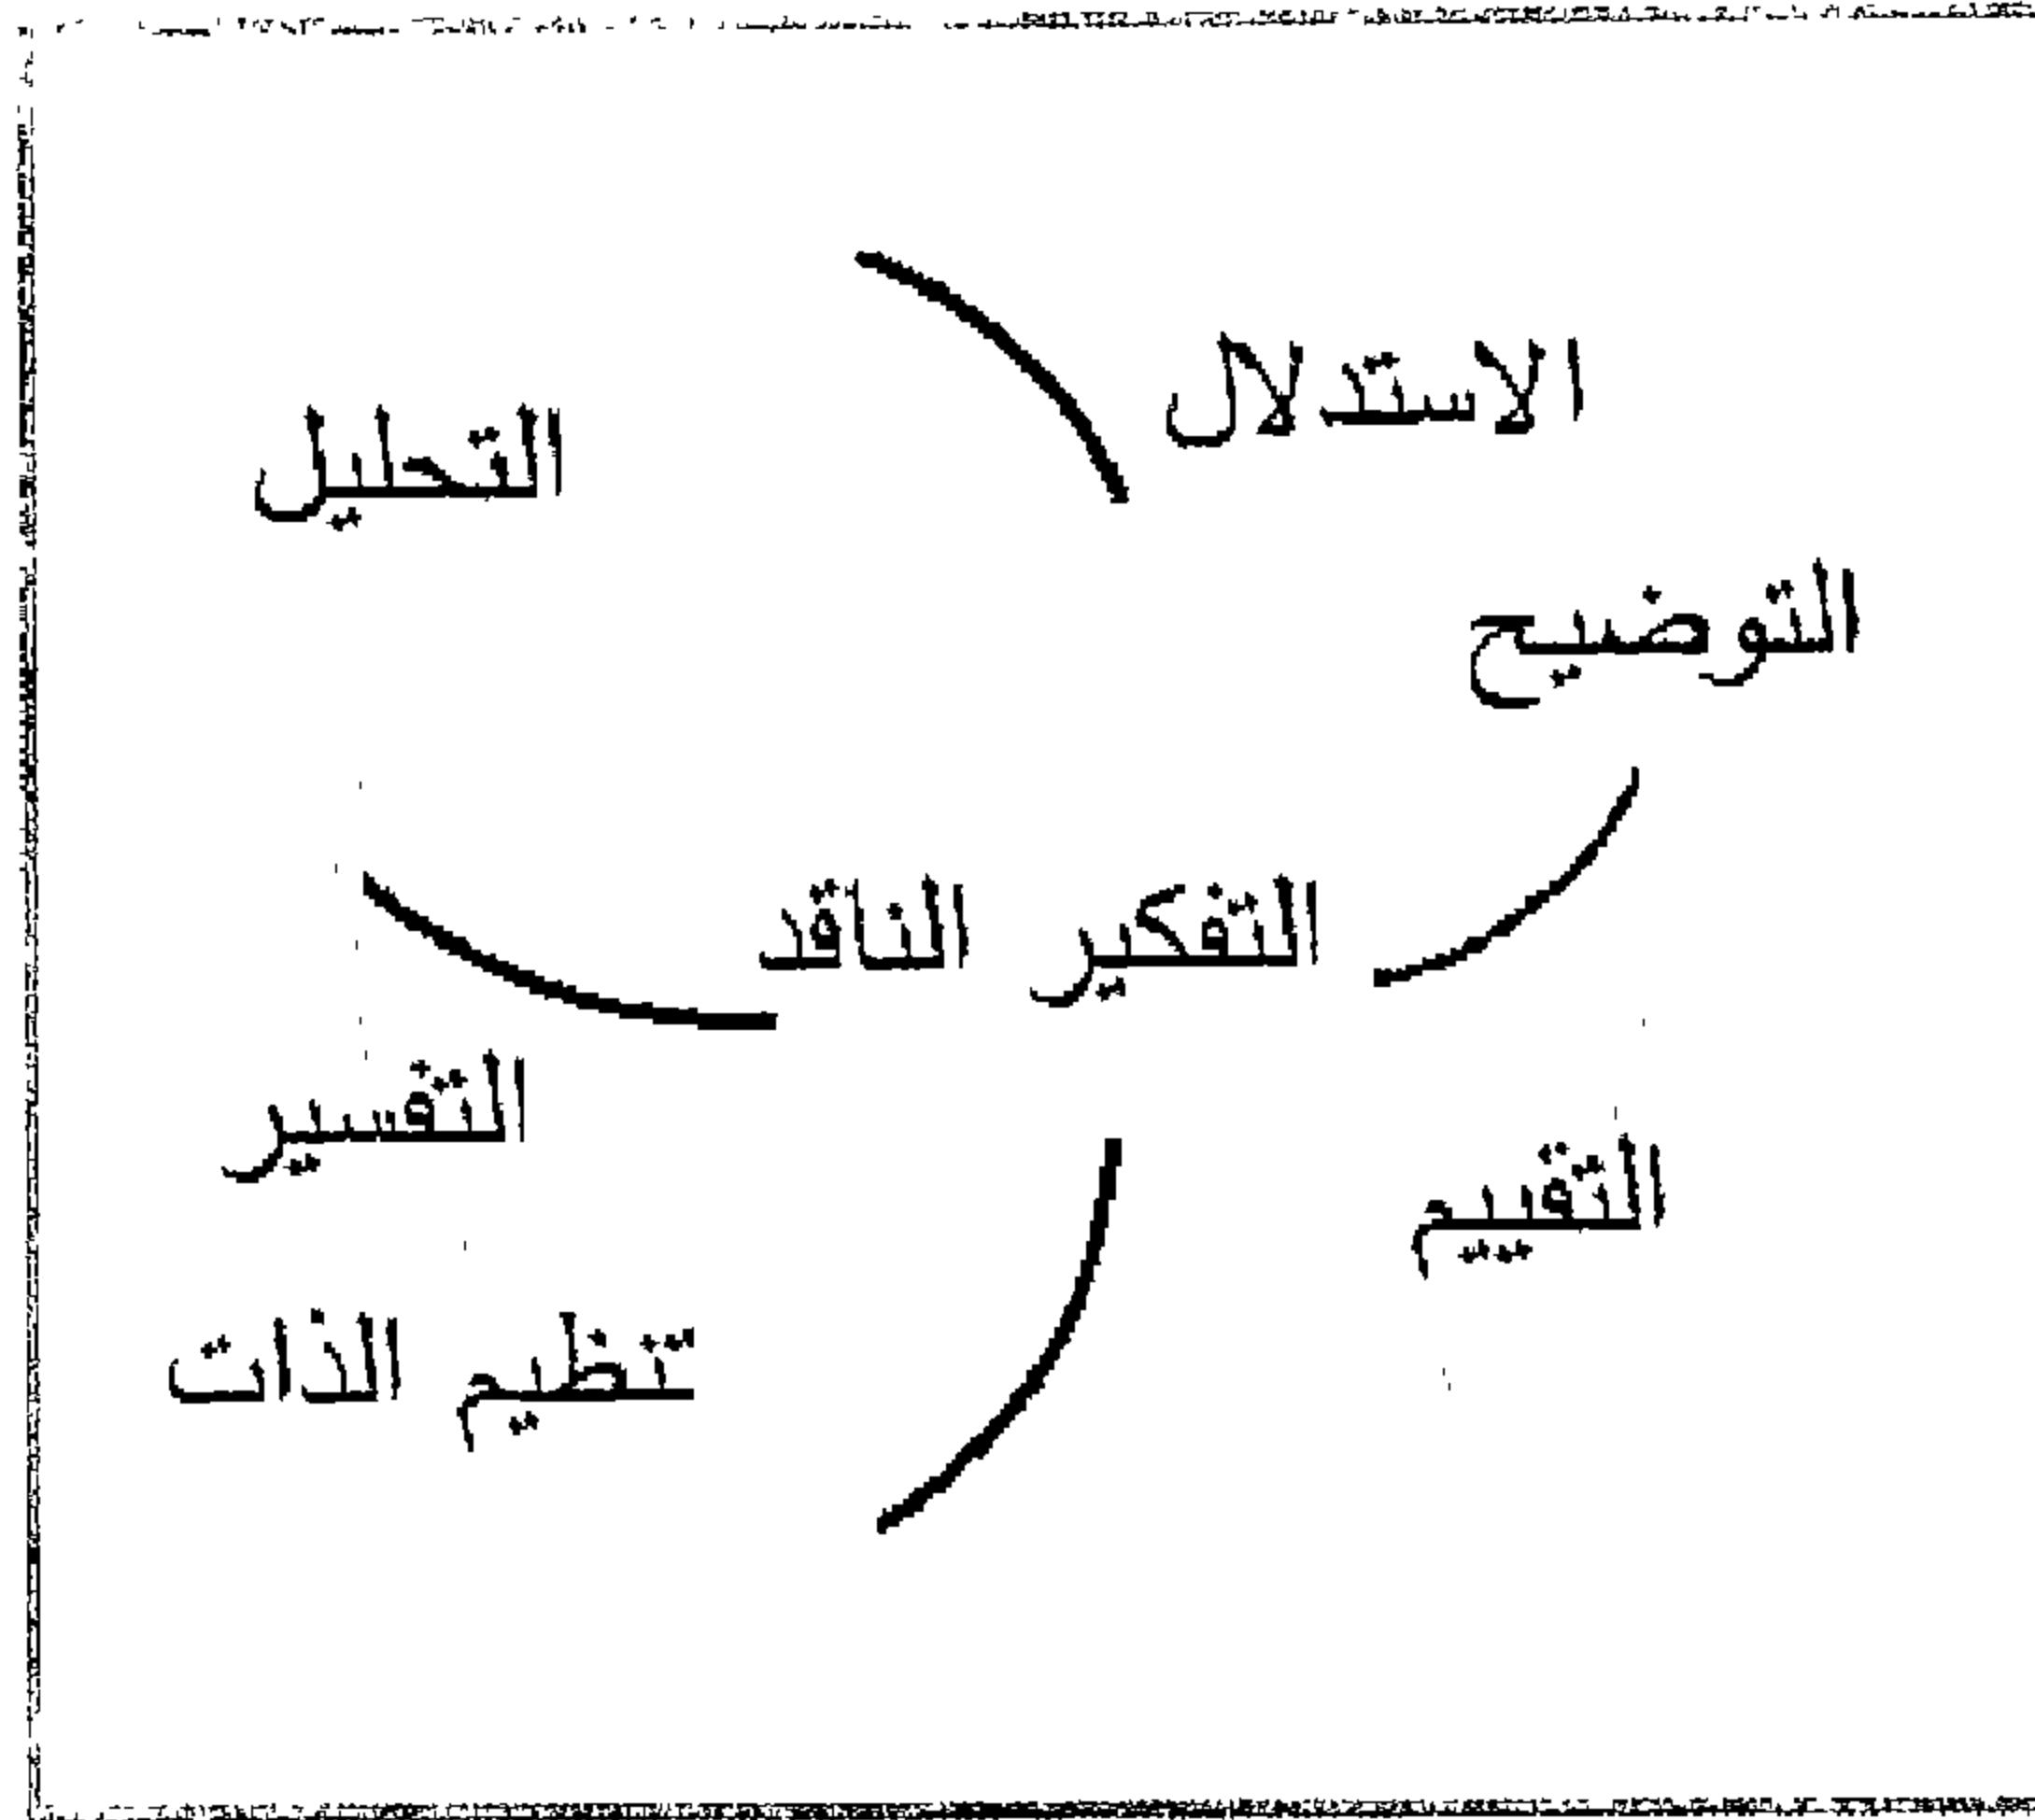 الاستدلال
التحليل
التوضيح
التفكير الناقد
التفسير
التقييم
تنظيم الذات